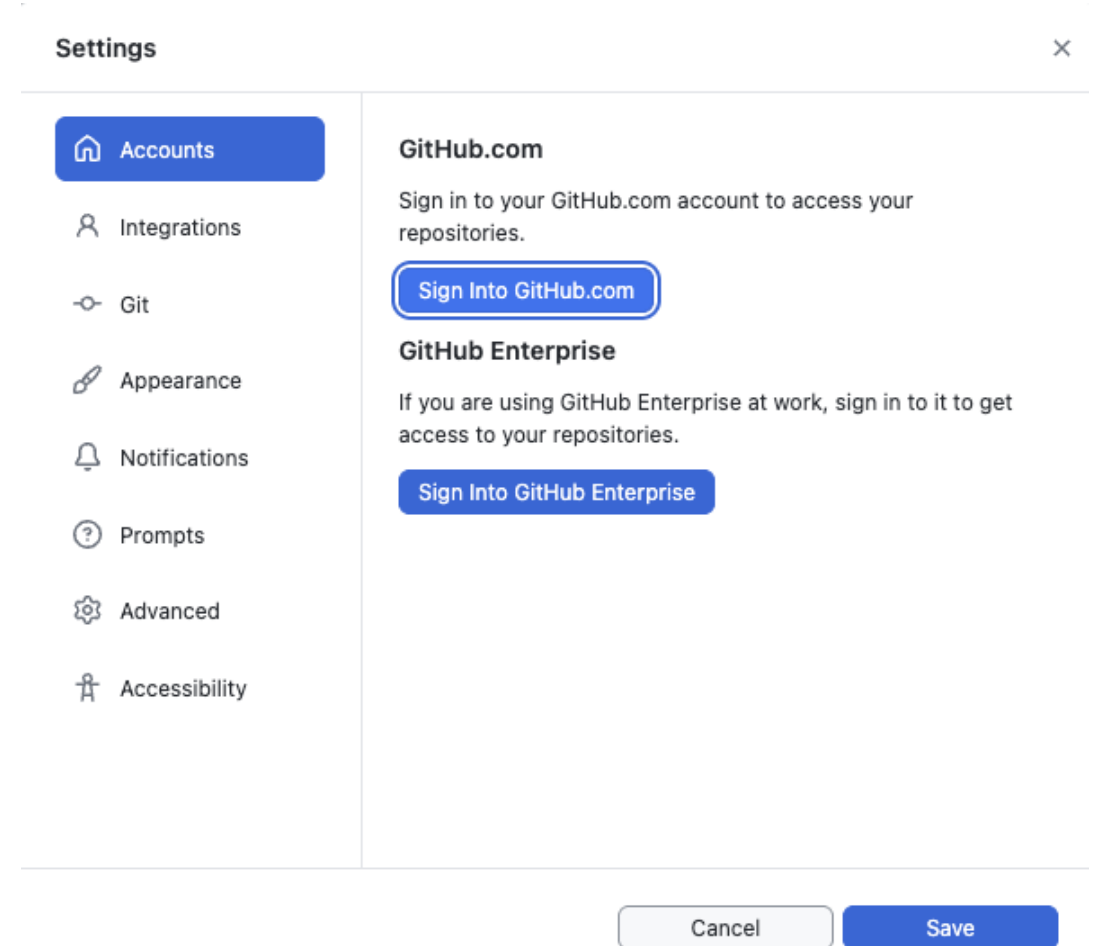 Settings
Accounts
Integrations
Git
Appearance
Notifications
Prompts
Advanced
Accessibility
GitHub.com
Sign in to your GitHub.com account to access your
repositories.
Sign Into GitHub.com
GitHub Enterprise
If you are using GitHub Enterprise at work, sign in to it to get
access to your repositories.
Sign Into GitHub Enterprise
Cancel
Save